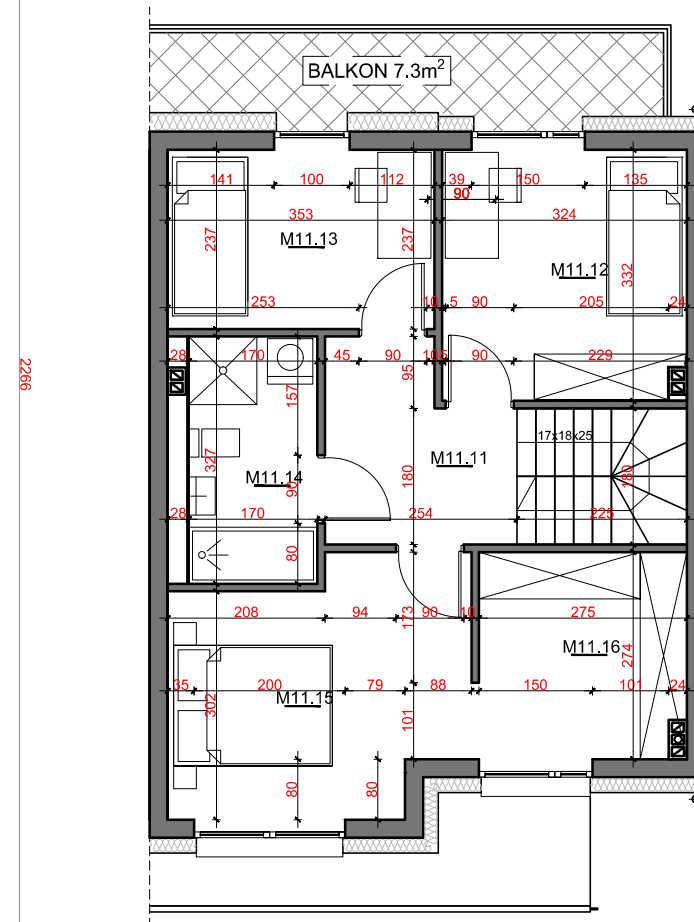 BALKON 7.3m²
141 100 112 39 150 135
90
353 324
237 M11.13 237 M11.12 332
253 10 5 90 205 24
28 170 45 90 10 5 90 229
95
2266
157
17x18x25
327 M11.14 M11.11
90 180 180
28 170 254 225
80
208 94 173 90 10 275
M11.16
274
35 200 79 88 150 101 24
M11.15
302 101
80 80